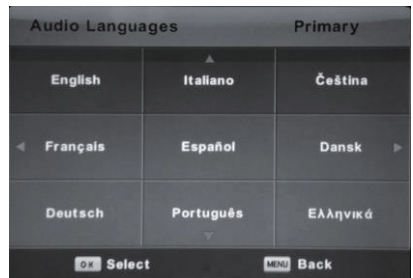 Audio Languages Primary
English Italiano Čeština
Français Español Dansk
Deutsch Português Ελληνικά
OK Select MENU Back